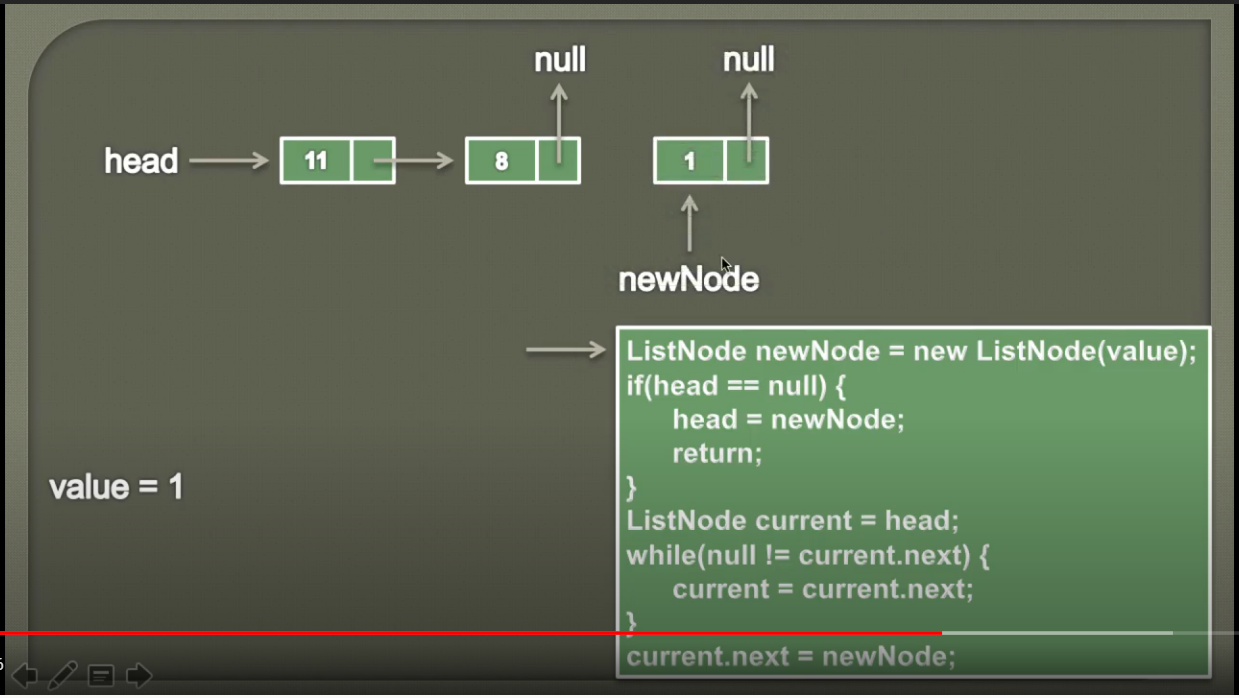 null null
head 11 8 1
newNode
ListNode newNode = new ListNode(value);
if(head == null) {
head = newNode;
return;
}
value = 1
ListNode current = head;
while(null != current.next) {
current = current.next;
}
current.next = newNode;